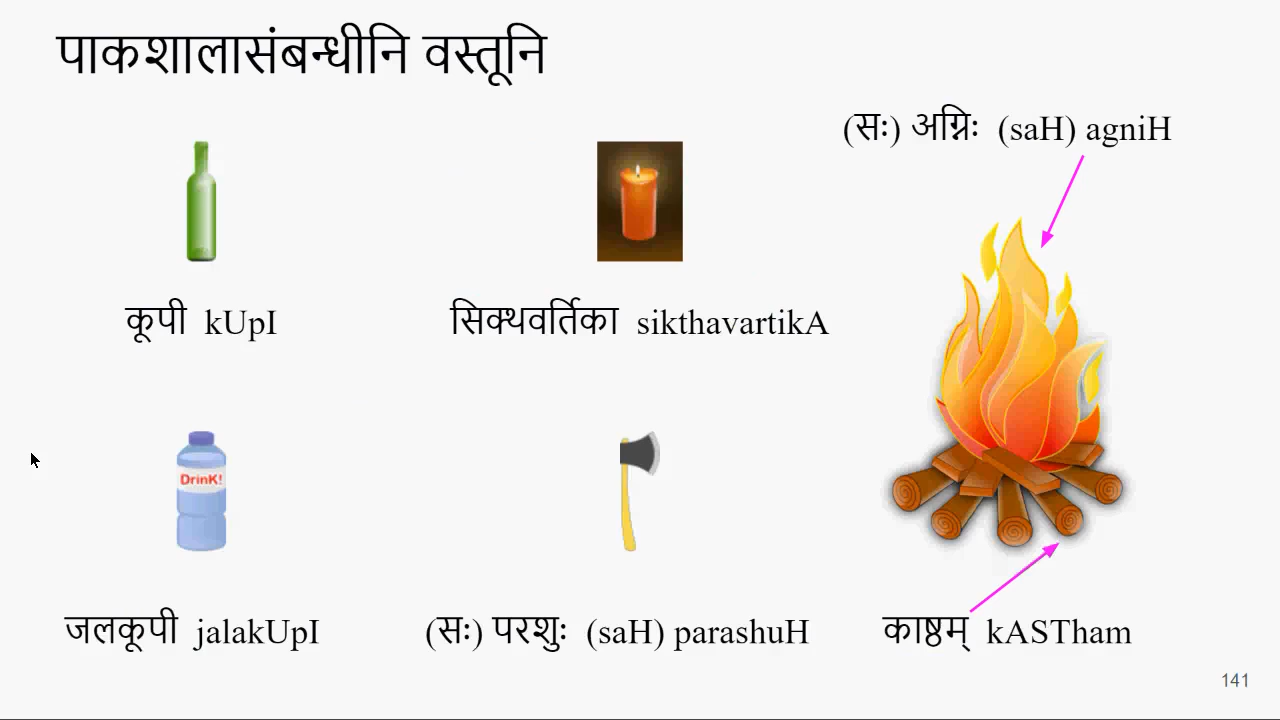 पाकशालासंबन्धीनि वस्तूनि
(सः) अग्निः (saH) agniH
कूपी kUpI
सिक्थवर्तिका sikthavartikA
DrinK!
जलकूपी jalakUpI
(सः) परशुः (saH) parashuH
काष्ठम् kASTham
141